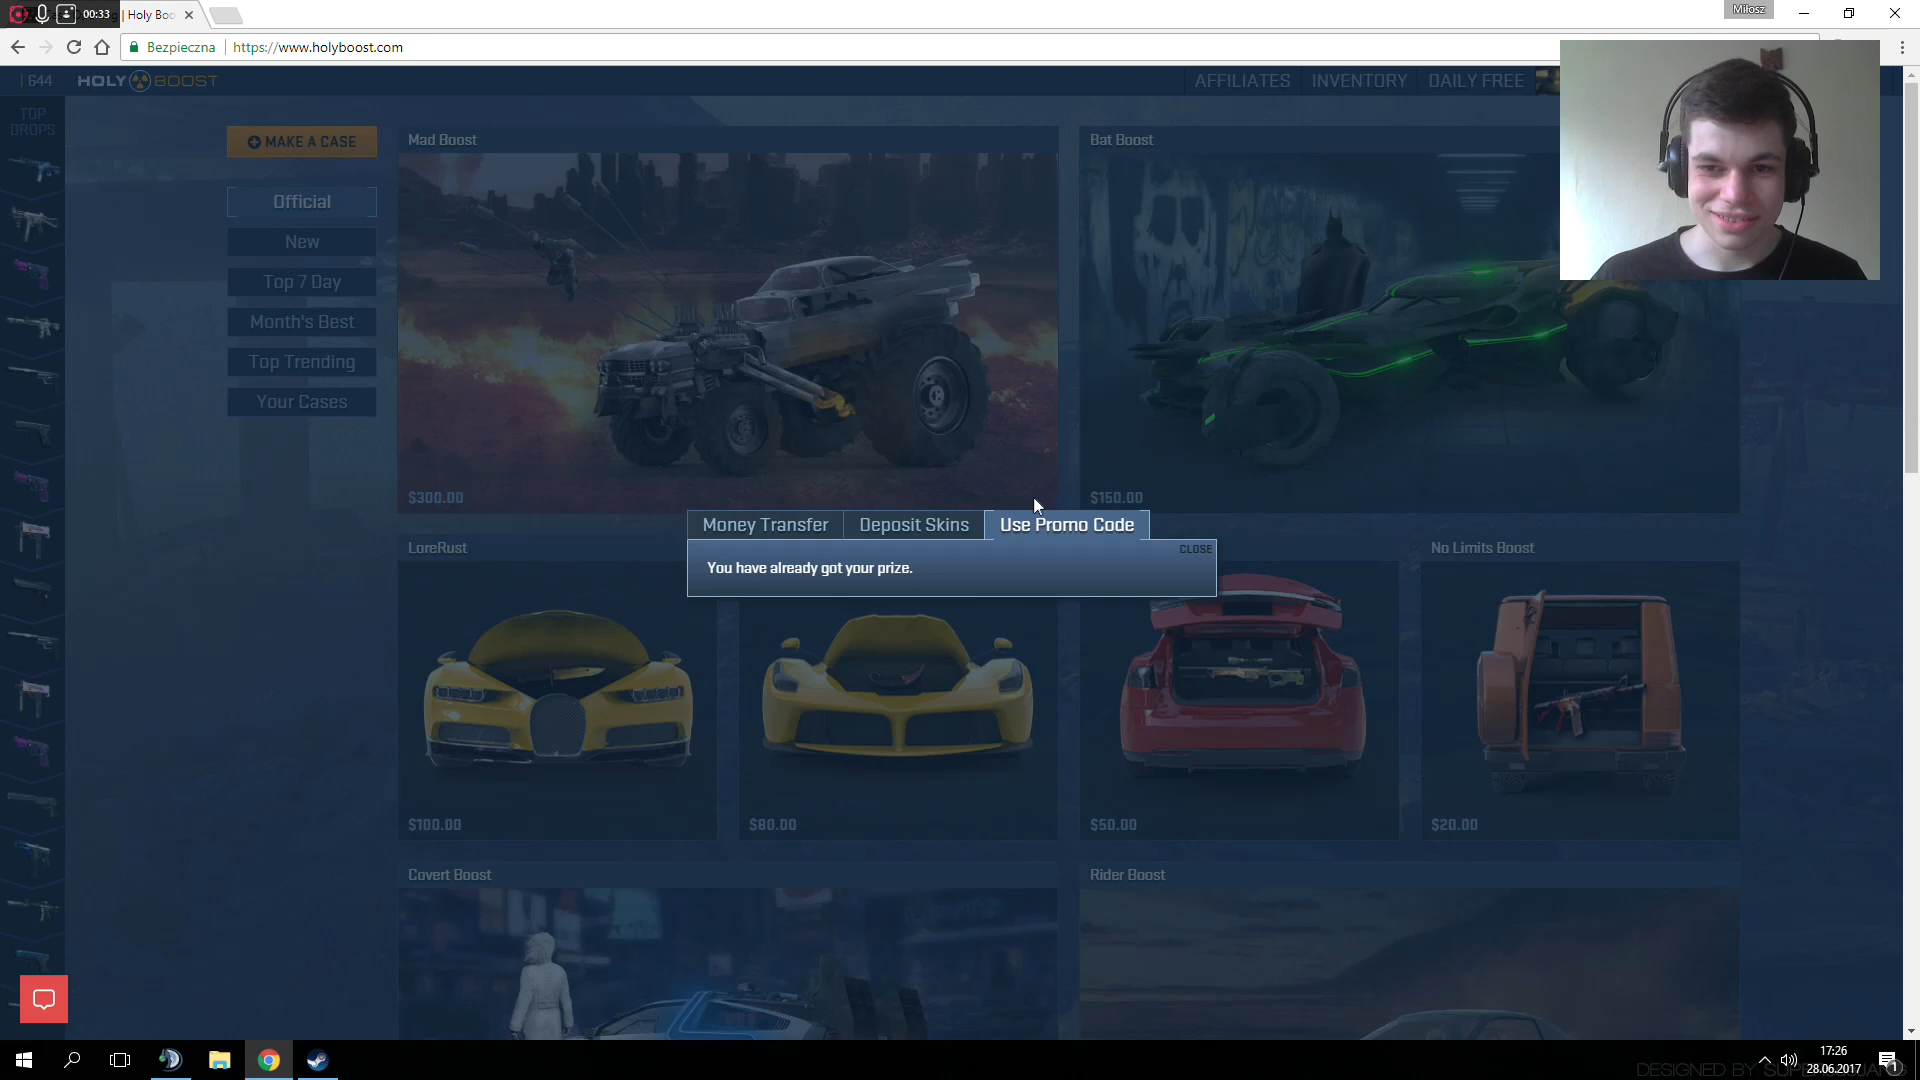 00:33
Holy Boo
Miłosz
Bezpieczna
https://www.holyboost.com
644
HOLY BOOST
AFFILIATES
INVENTORY
DAILY FREE
TOP
DROPS
MAKE A CASE
Official
New
Top 7 Day
Month's Best
Top Trending
Your Cases
Mad Boost
$300.00
Bat Boost
$150.00
Money Transfer
Deposit Skins
Use Promo Code
CLOSE
You have already got your prize.
LoreRust
$100.00
$80.00
$50.00
No Limits Boost
$20.00
Covert Boost
Rider Boost
17:26
28.06.2017
1
DESIGNED BY